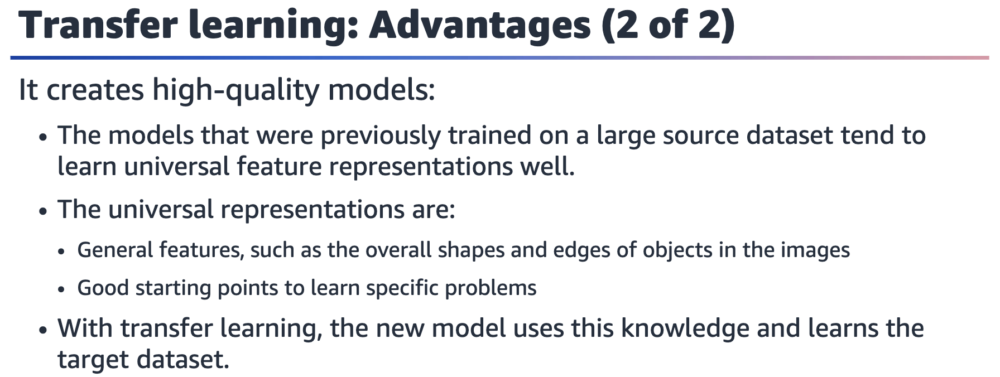 Transfer learning: Advantages (2 of 2)
It creates high-quality models:
• The models that were previously trained on a large source dataset tend to
learn universal feature representations well.
• The universal representations are:
• General features, such as the overall shapes and edges of objects in the images
• Good starting points to learn specific problems
• With transfer learning, the new model uses this knowledge and learns the
target dataset.